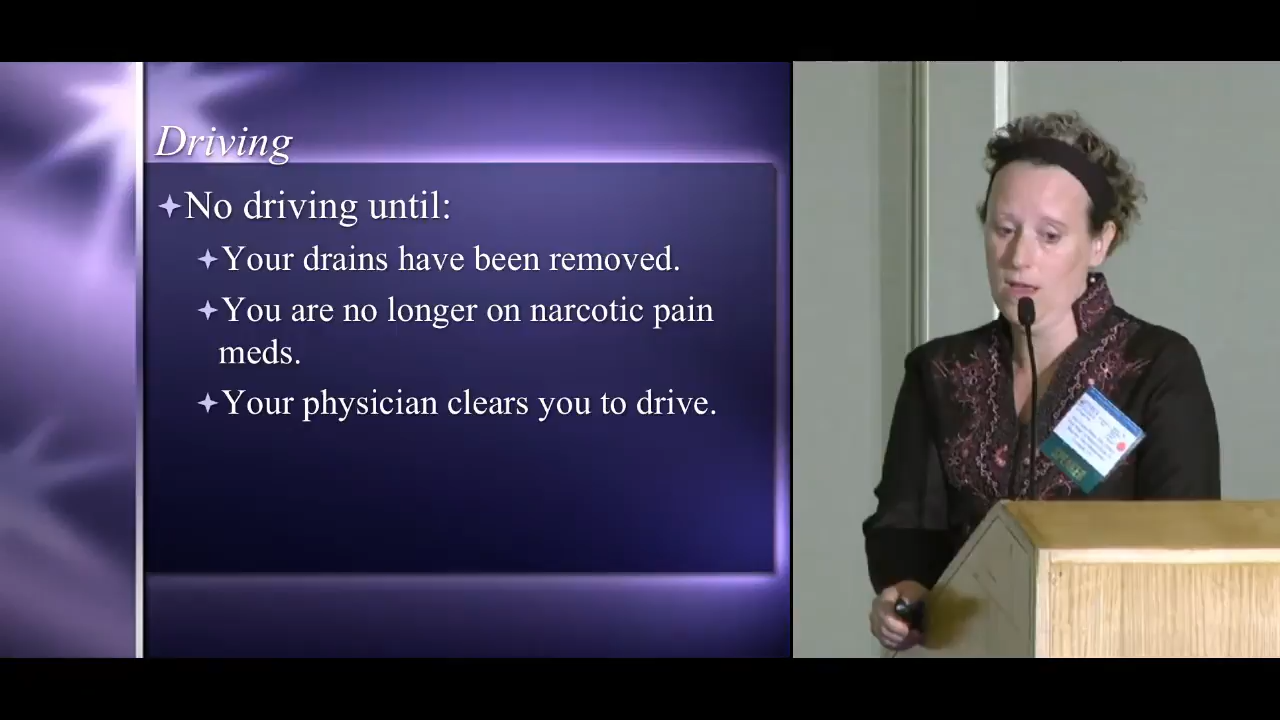 Driving
No driving until:
Your drains have been removed.
You are no longer on narcotic pain
meds.
Your physician clears you to drive.
SPEAKER